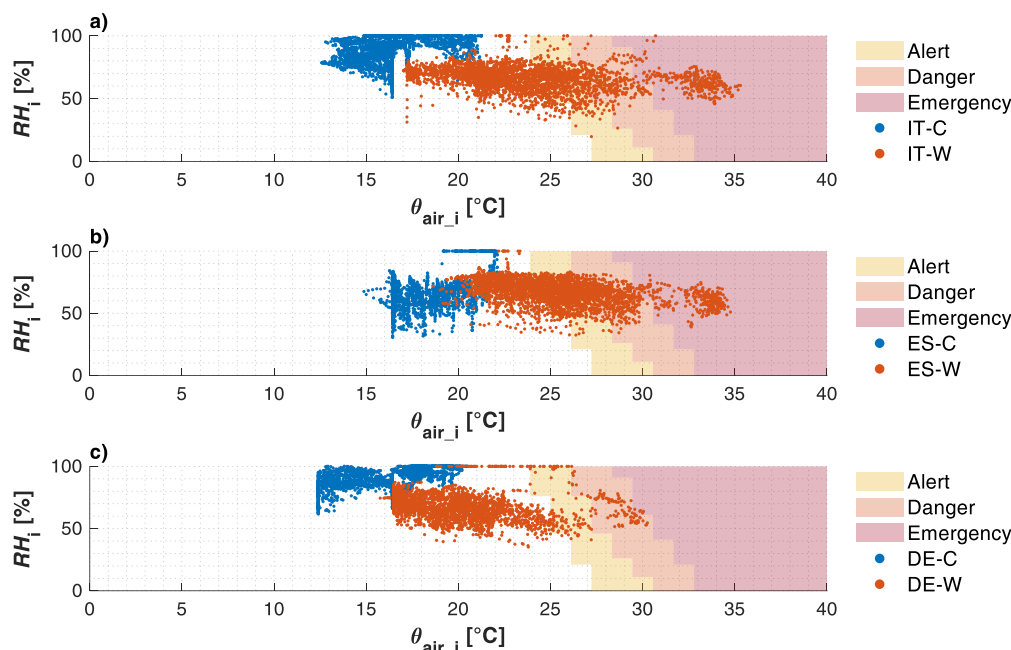 a)
100
50
0
RHi [%]
0 5 10 15 20 25 30 35 40
θair_i [°C]
Alert
Danger
Emergency
IT-C
IT-W
b)
100
50
0
RHi [%]
0 5 10 15 20 25 30 35 40
θair_i [°C]
Alert
Danger
Emergency
ES-C
ES-W
c)
100
50
0
RHi [%]
0 5 10 15 20 25 30 35 40
θair_i [°C]
Alert
Danger
Emergency
DE-C
DE-W